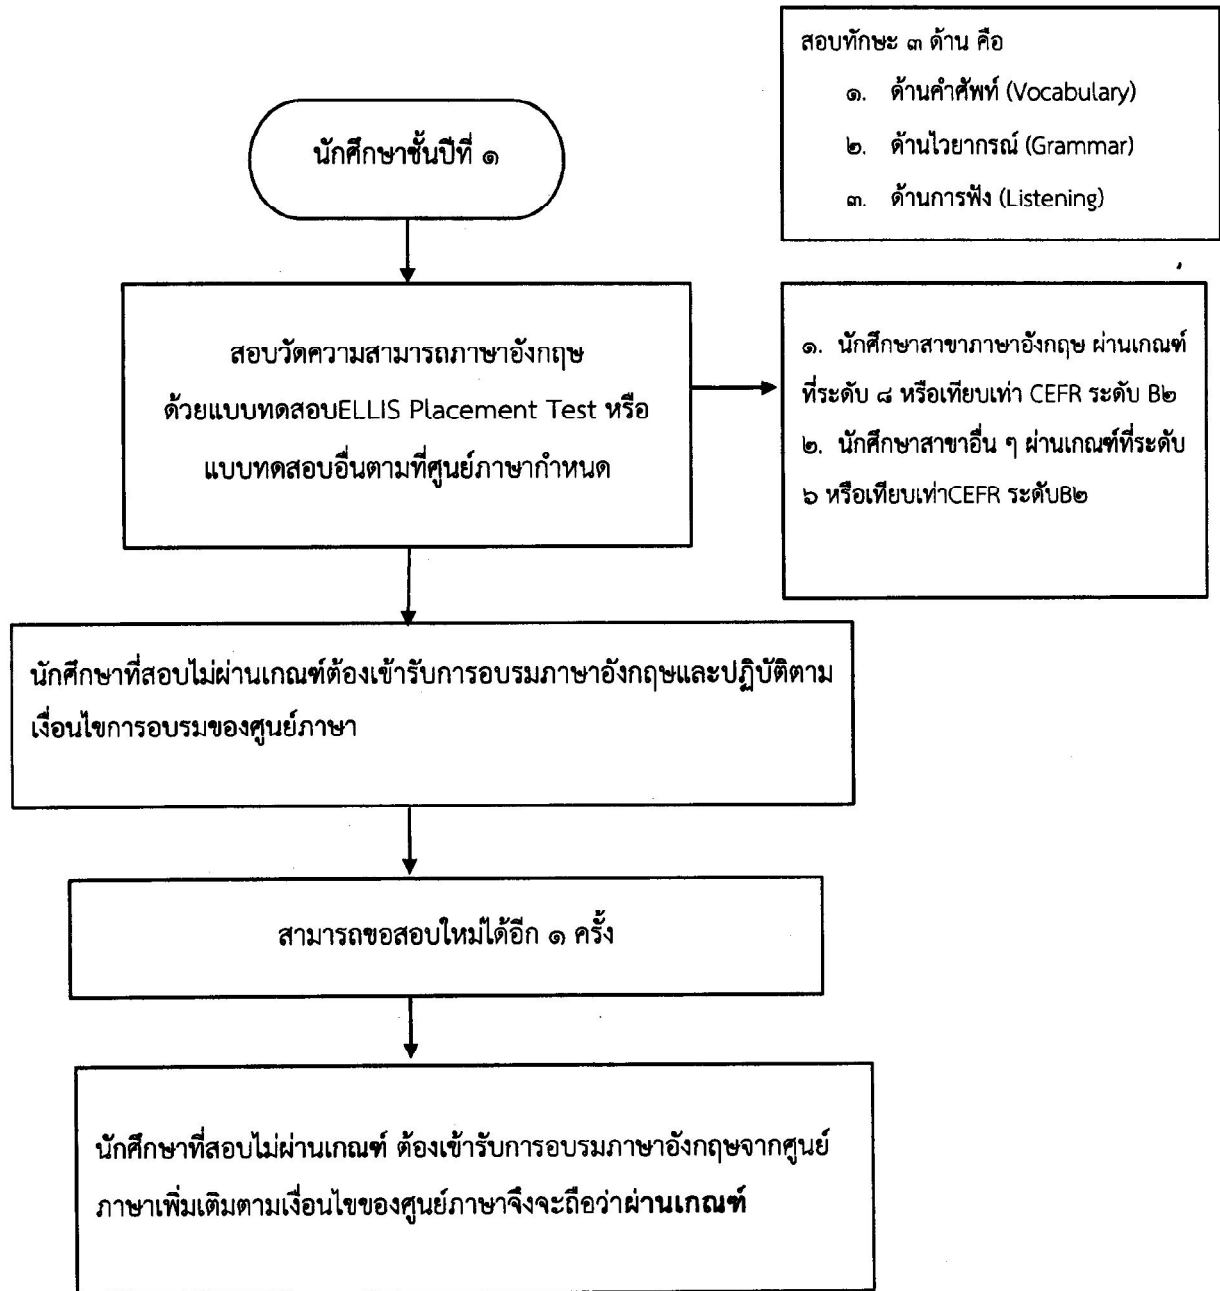 สอบทักษะ ๓ ด้าน คือ
๑. ด้านคำศัพท์ (Vocabulary)
๒. ด้านไวยากรณ์ (Grammar)
๓. ด้านการฟัง (Listening)
นักศึกษาชั้นปีที่ ๑
สอบวัดความสามารถภาษาอังกฤษ
ด้วยแบบทดสอบELLIS Placement Test หรือ
แบบทดสอบอื่นตามที่ศูนย์ภาษากำหนด
๑. นักศึกษาสาขาภาษาอังกฤษ ผ่านเกณฑ์
ที่ระดับ ๘ หรือเทียบเท่า CEFR ระดับ B๒
๒. นักศึกษาสาขาอื่น ๆ ผ่านเกณฑ์ที่ระดับ
๖ หรือเทียบเท่าCEFR ระดับB๒
นักศึกษาที่สอบไม่ผ่านเกณฑ์ต้องเข้ารับการอบรมภาษาอังกฤษและปฏิบัติตาม
เงื่อนไขการอบรมของศูนย์ภาษา
สามารถขอสอบใหม่ได้อีก ๑ ครั้ง
นักศึกษาที่สอบไม่ผ่านเกณฑ์ ต้องเข้ารับการอบรมภาษาอังกฤษจากศูนย์
ภาษาเพิ่มเติมตามเงื่อนไขของศูนย์ภาษาจึงจะถือว่าผ่านเกณฑ์